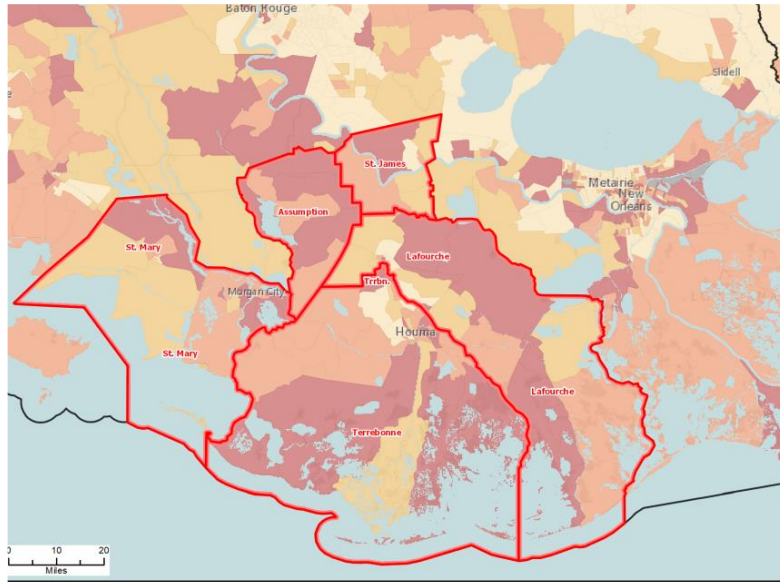 Baton Rouge
Slidell
St. James
Metairie
New
Orleans
Assumption
St. Mary
Lafourche
Trrbn.
Morgan City
Houma
St. Mary
Lafourche
Terrebonne
0 10 20
Miles